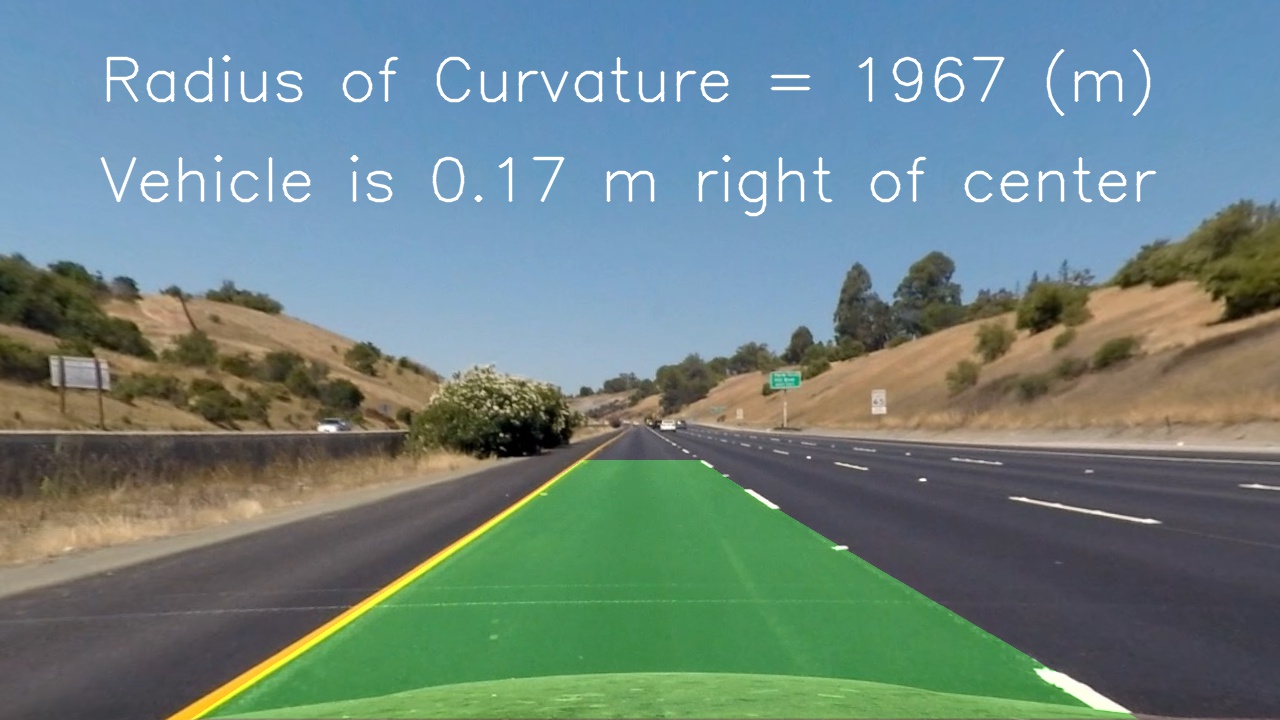 Radius of Curvature = 1967 (m)
Vehicle is 0.17 m right of center